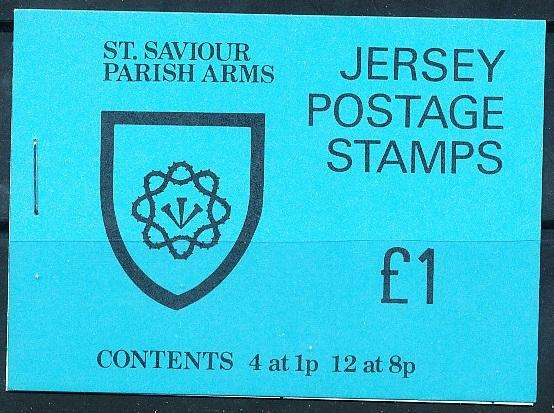 ST. SAVIOUR
PARISH ARMS
JERSEY
POSTAGE
STAMPS
£1
CONTENTS 4 at 1p 12 at 8p